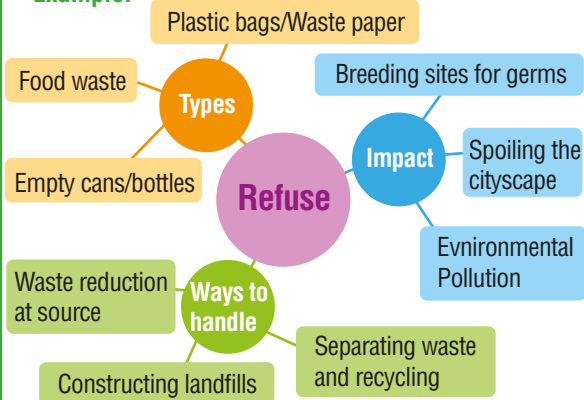 Example:
Plastic bags/Waste paper
Food waste
Types
Empty cans/bottles
Refuse
Breeding sites for germs
Impact
Spoiling the
cityscape
Evnironmental
Pollution
Ways to
handle
Waste reduction
at source
Constructing landfills
Separating waste
and recycling